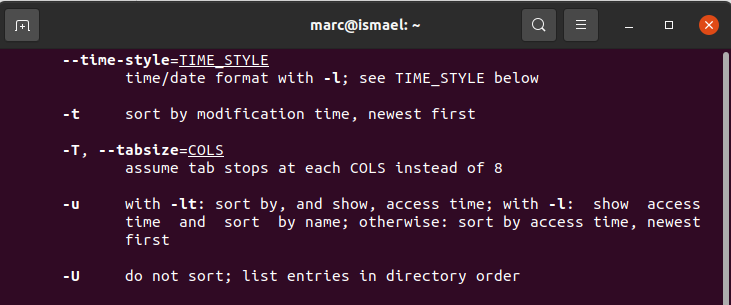 marc@ismael: ~
--time-style=TIME_STYLE
time/date format with -l; see TIME_STYLE below
-t sort by modification time, newest first
-T, --tabsize=COLS
assume tab stops at each COLS instead of 8
-u with -lt: sort by, and show, access time; with -l: show access
time and sort by name; otherwise: sort by access time, newest
first
-U do not sort; list entries in directory order